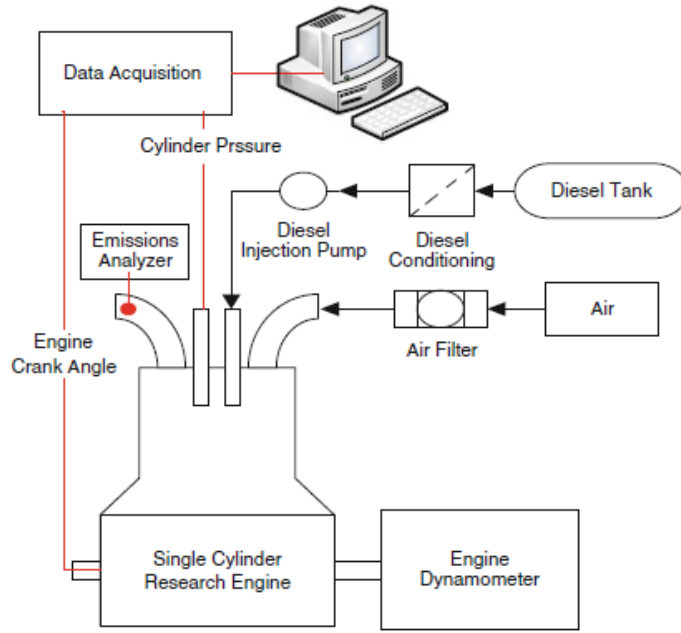 Data Acquisition
Cylinder Prssure
Diesel Tank
Diesel
Injection Pump
Diesel
Conditioning
Emissions
Analyzer
Air
Air Filter
Engine
Crank Angle
Single Cylinder
Research Engine
Engine
Dynamometer